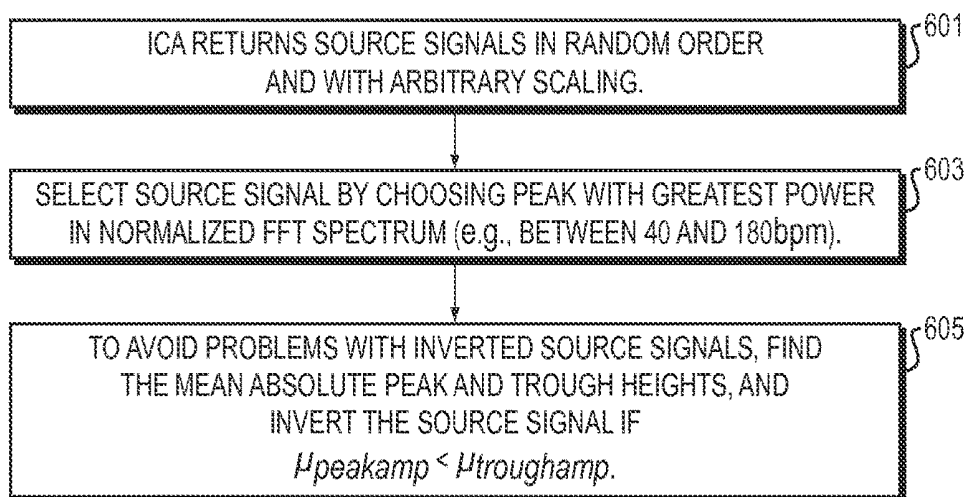 ICA RETURNS SOURCE SIGNALS IN RANDOM ORDER
AND WITH ARBITRARY SCALING.
601
SELECT SOURCE SIGNAL BY CHOOSING PEAK WITH GREATEST POWER
IN NORMALIZED FFT SPECTRUM (e.g., BETWEEN 40 AND 180bpm).
603
TO AVOID PROBLEMS WITH INVERTED SOURCE SIGNALS, FIND
THE MEAN ABSOLUTE PEAK AND TROUGH HEIGHTS, AND
INVERT THE SOURCE SIGNAL IF
μpeakamp < μtroughamp.
605